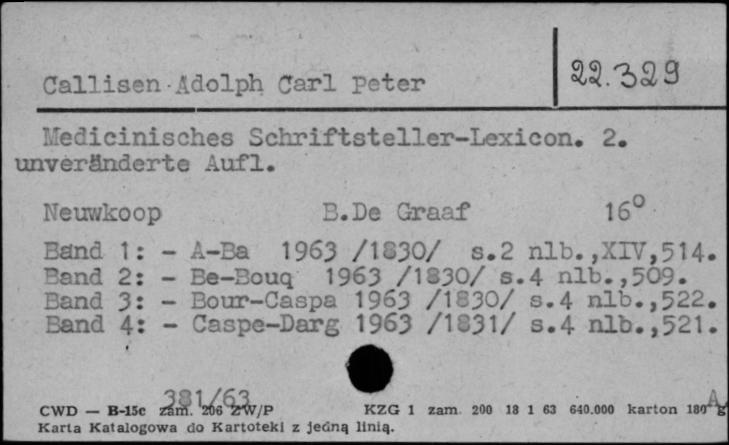 22.329
Callisen Adolph Carl Peter
Medicinisches Schriftsteller-Lexicon. 2.
unveränderte Aufl.
Neuwkoop B.De Graaf 16°
Band 1: - A-Ba 1963 /1830/ s.2 nlb.,XIV,514.
Band 2: - Be-Bouq 1963 /1830/ s.4 nlb.,509.
Band 3: - Bour-Caspa 1963 /1830/ s.4 nlb.,522.
Band 4: - Caspe-Darg 1963 /1831/ s.4 nlb.,521.
381/63 A
CWD — B-15c zam. 206 ZW/P KZG 1 zam. 200 18 1 63 640.000 karton 180 g
Karta Katalogowa do Kartoteki z jedną linią.